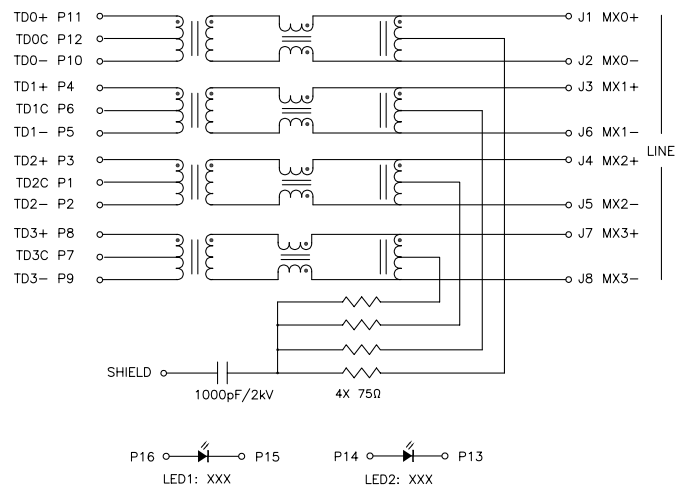 TD0+ P11 J1 MX0+
TD0C P12
TD0− P10 J2 MX0−
TD1+ P4 J3 MX1+
TD1C P6
TD1− P5 J6 MX1−
LINE
TD2+ P3 J4 MX2+
TD2C P1
TD2− P2 J5 MX2−
TD3+ P8 J7 MX3+
TD3C P7
TD3− P9 J8 MX3−
SHIELD
1000pF/2kV 4X 75Ω
P16 P15 P14 P13
LED1: XXX LED2: XXX